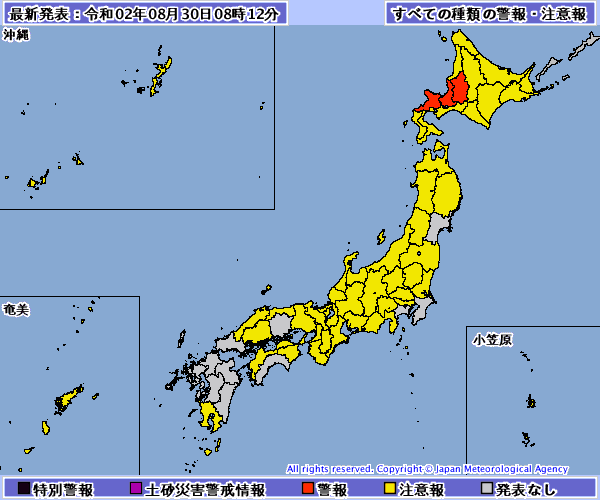 最新発表：令和02年08月30日08時12分
すべての種類の警報・注意報
沖縄
奄美
小笠原
All rights reserved. Copyright © Japan Meteorological Agency
特別警報 土砂災害警戒情報 警報 注意報 発表なし